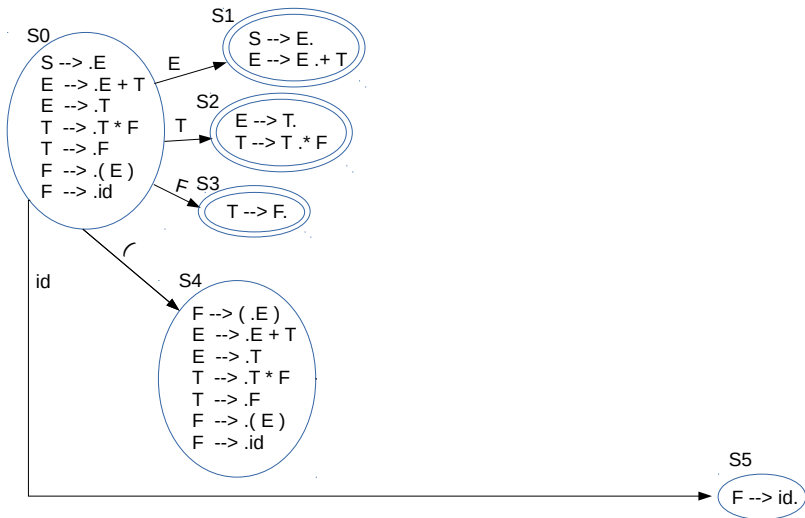 S0
S --> .E
E --> .E + T
E --> .T
T --> .T * F
T --> .F
F --> .( E )
F --> .id
E
S1
S --> E.
E --> E .+ T
T
S2
E --> T.
T --> T .* F
F
S3
T --> F.
(
id
S4
F --> ( .E )
E --> .E + T
E --> .T
T --> .T * F
T --> .F
F --> .( E )
F --> .id
S5
F --> id.